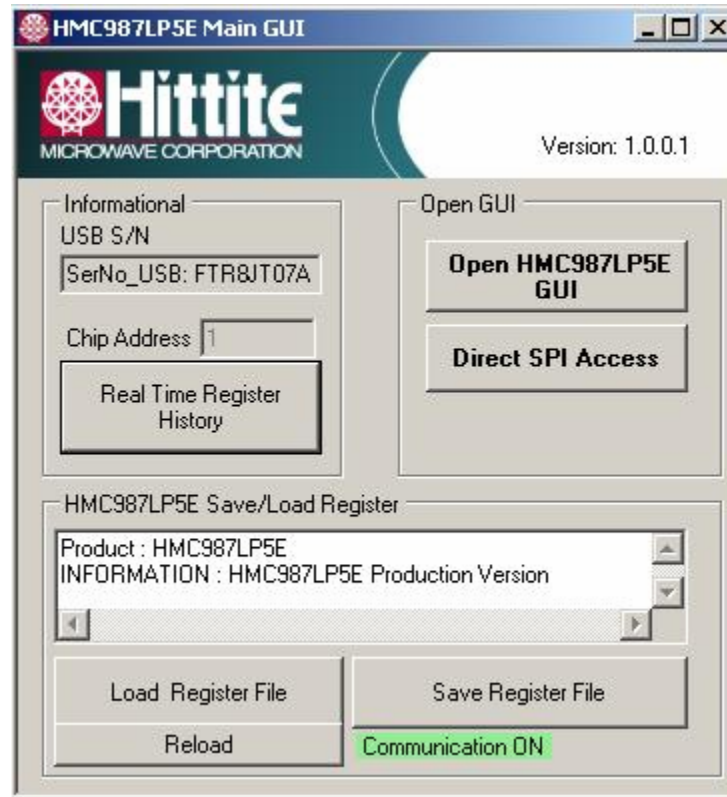 HMC987LP5E Main GUI
Hittite
MICROWAVE CORPORATION
Version: 1.0.0.1
Informational
USB S/N
SerNo_USB: FTR8JT07A
Chip Address 1
Real Time Register
History
Open GUI
Open HMC987LP5E
GUI
Direct SPI Access
HMC987LP5E Save/Load Register
Product : HMC987LP5E
INFORMATION : HMC987LP5E Production Version
Load Register File
Save Register File
Reload
Communication ON